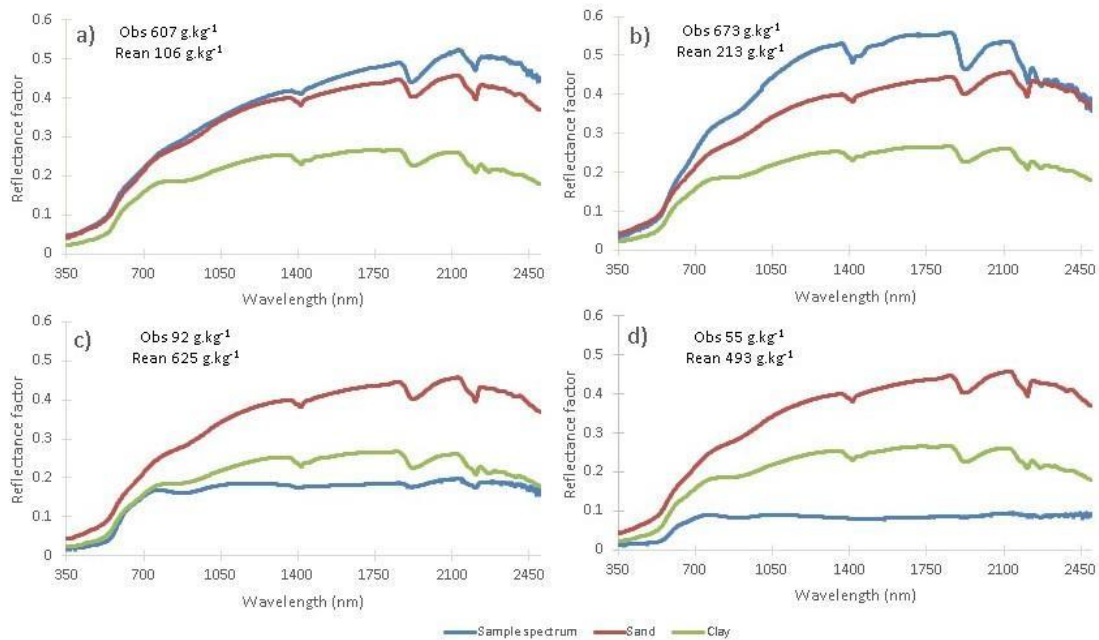 a)
Obs 607 g.kg⁻¹
Rean 106 g.kg⁻¹
0.6
0.5
0.4
0.3
0.2
0.1
0
Reflectance factor
350 700 1050 1400 1750 2100 2450
Wavelength (nm)
b)
Obs 673 g.kg⁻¹
Rean 213 g.kg⁻¹
0.6
0.5
0.4
0.3
0.2
0.1
0
Reflectance factor
350 700 1050 1400 1750 2100 2450
Wavelength (nm)
c)
Obs 92 g.kg⁻¹
Rean 625 g.kg⁻¹
0.6
0.5
0.4
0.3
0.2
0.1
0
Reflectance factor
350 700 1050 1400 1750 2100 2450
Wavelength (nm)
d)
Obs 55 g.kg⁻¹
Rean 493 g.kg⁻¹
0.6
0.5
0.4
0.3
0.2
0.1
0
Reflectance factor
350 700 1050 1400 1750 2100 2450
Wavelength (nm)
Sample spectrum Sand Clay